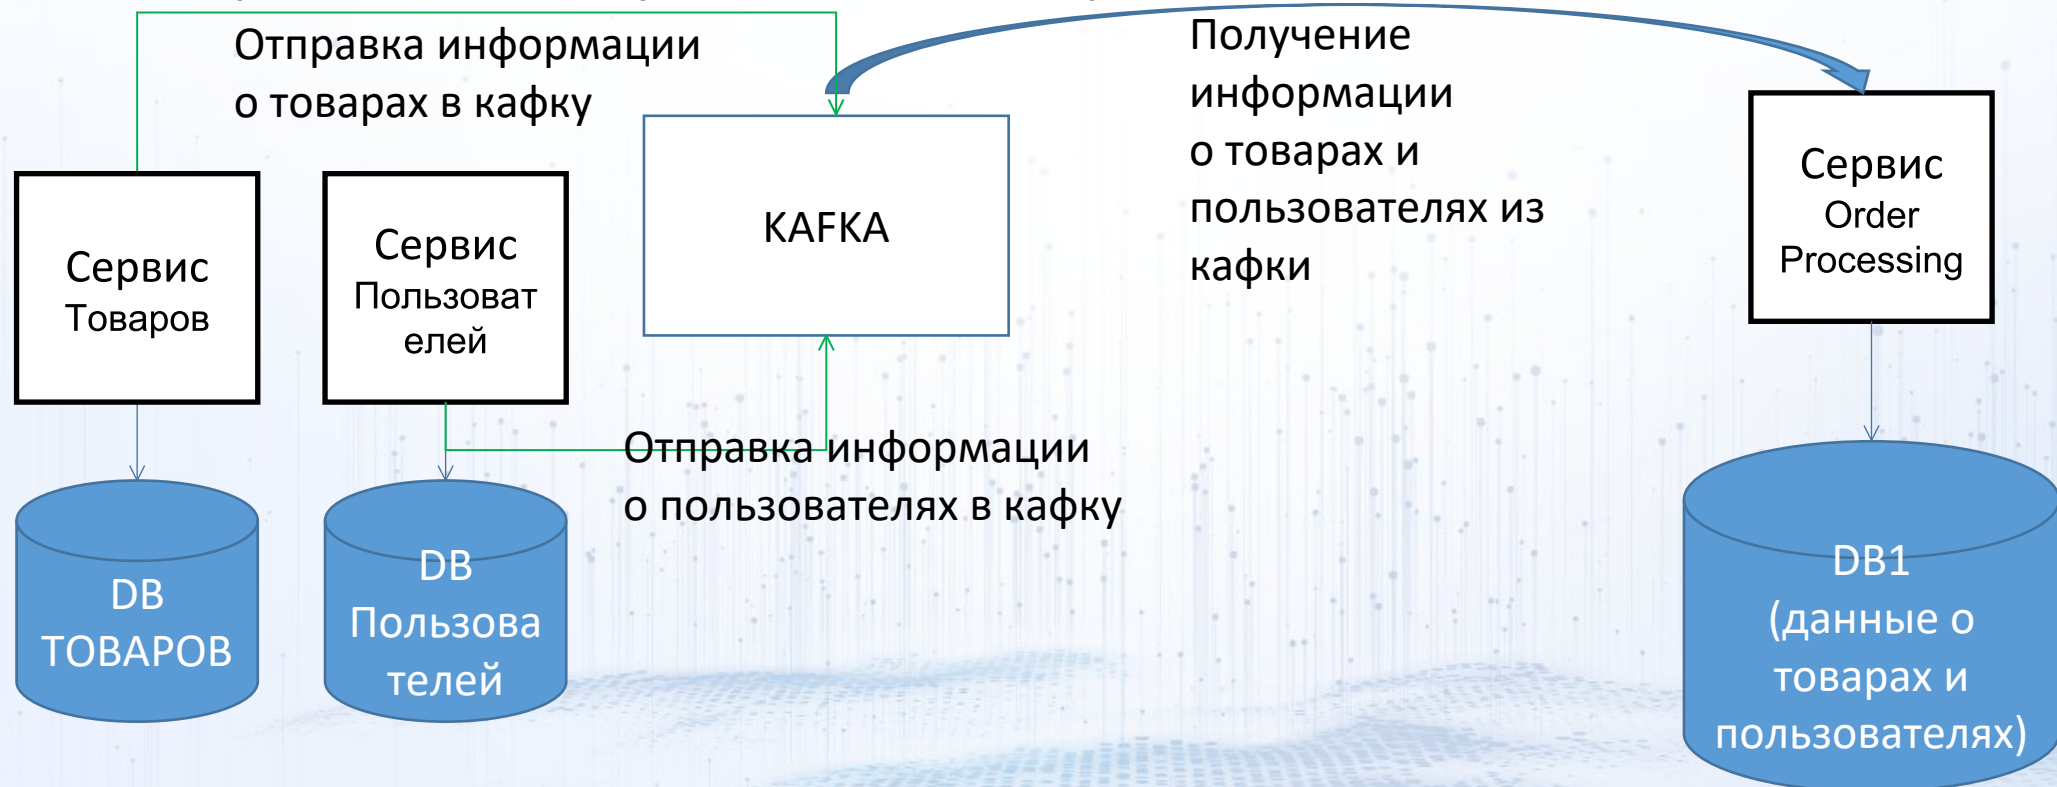 Отправка информации
о товарах в кафку
Получение
информации
о товарах и
пользователях из
кафки
Сервис
Товаров
Сервис
Пользоват
елей
KAFKA
Сервис
Order
Processing
Отправка информации
о пользователях в кафку
DB
ТОВАРОВ
DB
Пользова
телей
DB1
(данные о
товарах и
пользователях)